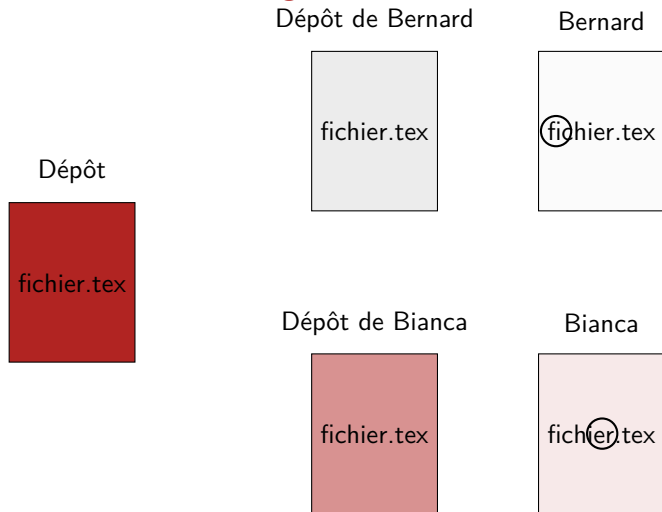 Dépôt de Bernard
Bernard
fichier.tex
fichier.tex
Dépôt
fichier.tex
Dépôt de Bianca
Bianca
fichier.tex
fichier.tex